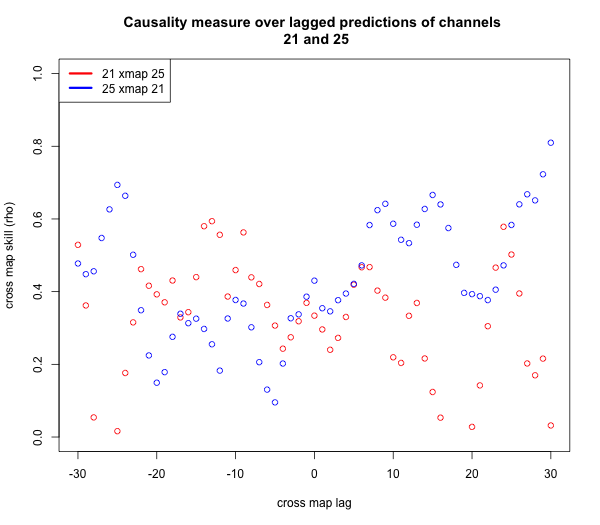 Causality measure over lagged predictions of channels
21 and 25
21 xmap 25
25 xmap 21
cross map skill (rho)
1.0
0.8
0.6
0.4
0.2
0.0
-30 -20 -10 0 10 20 30
cross map lag